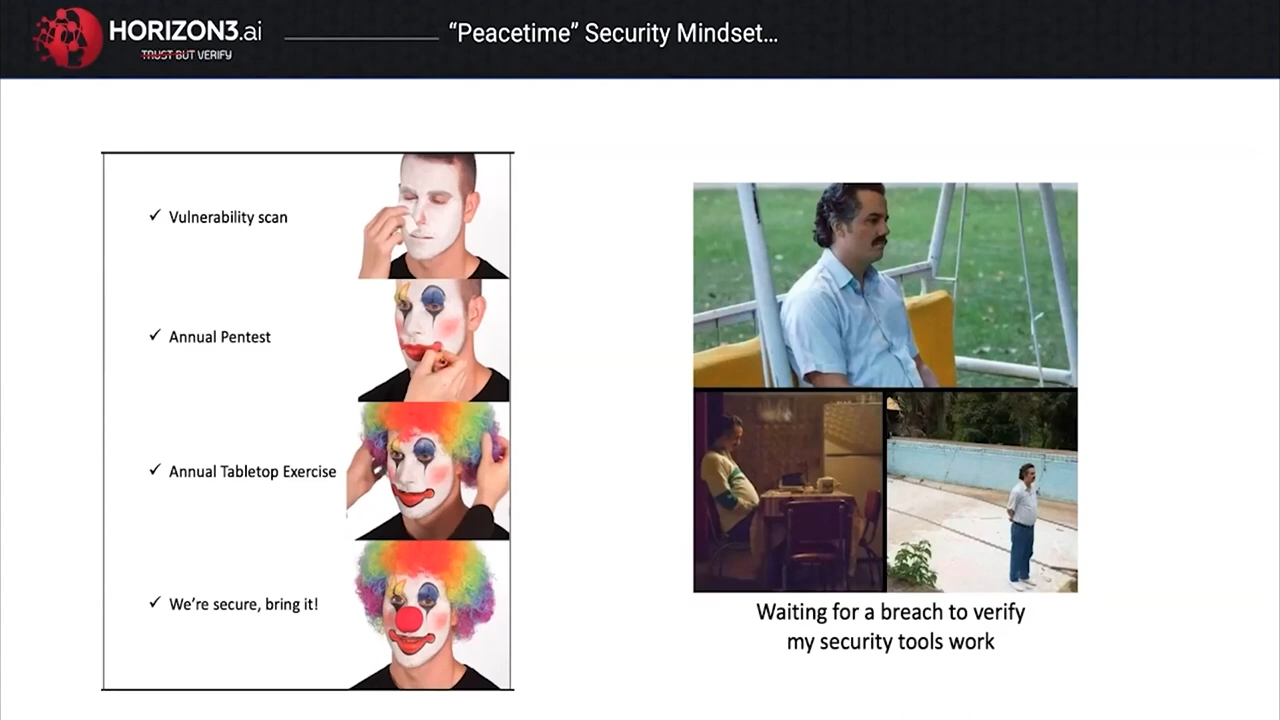 HORIZON3.ai
TRUST BUT VERIFY
“Peacetime” Security Mindset...
✓ Vulnerability scan
✓ Annual Pentest
✓ Annual Tabletop Exercise
✓ We’re secure, bring it!
Waiting for a breach to verify
my security tools work